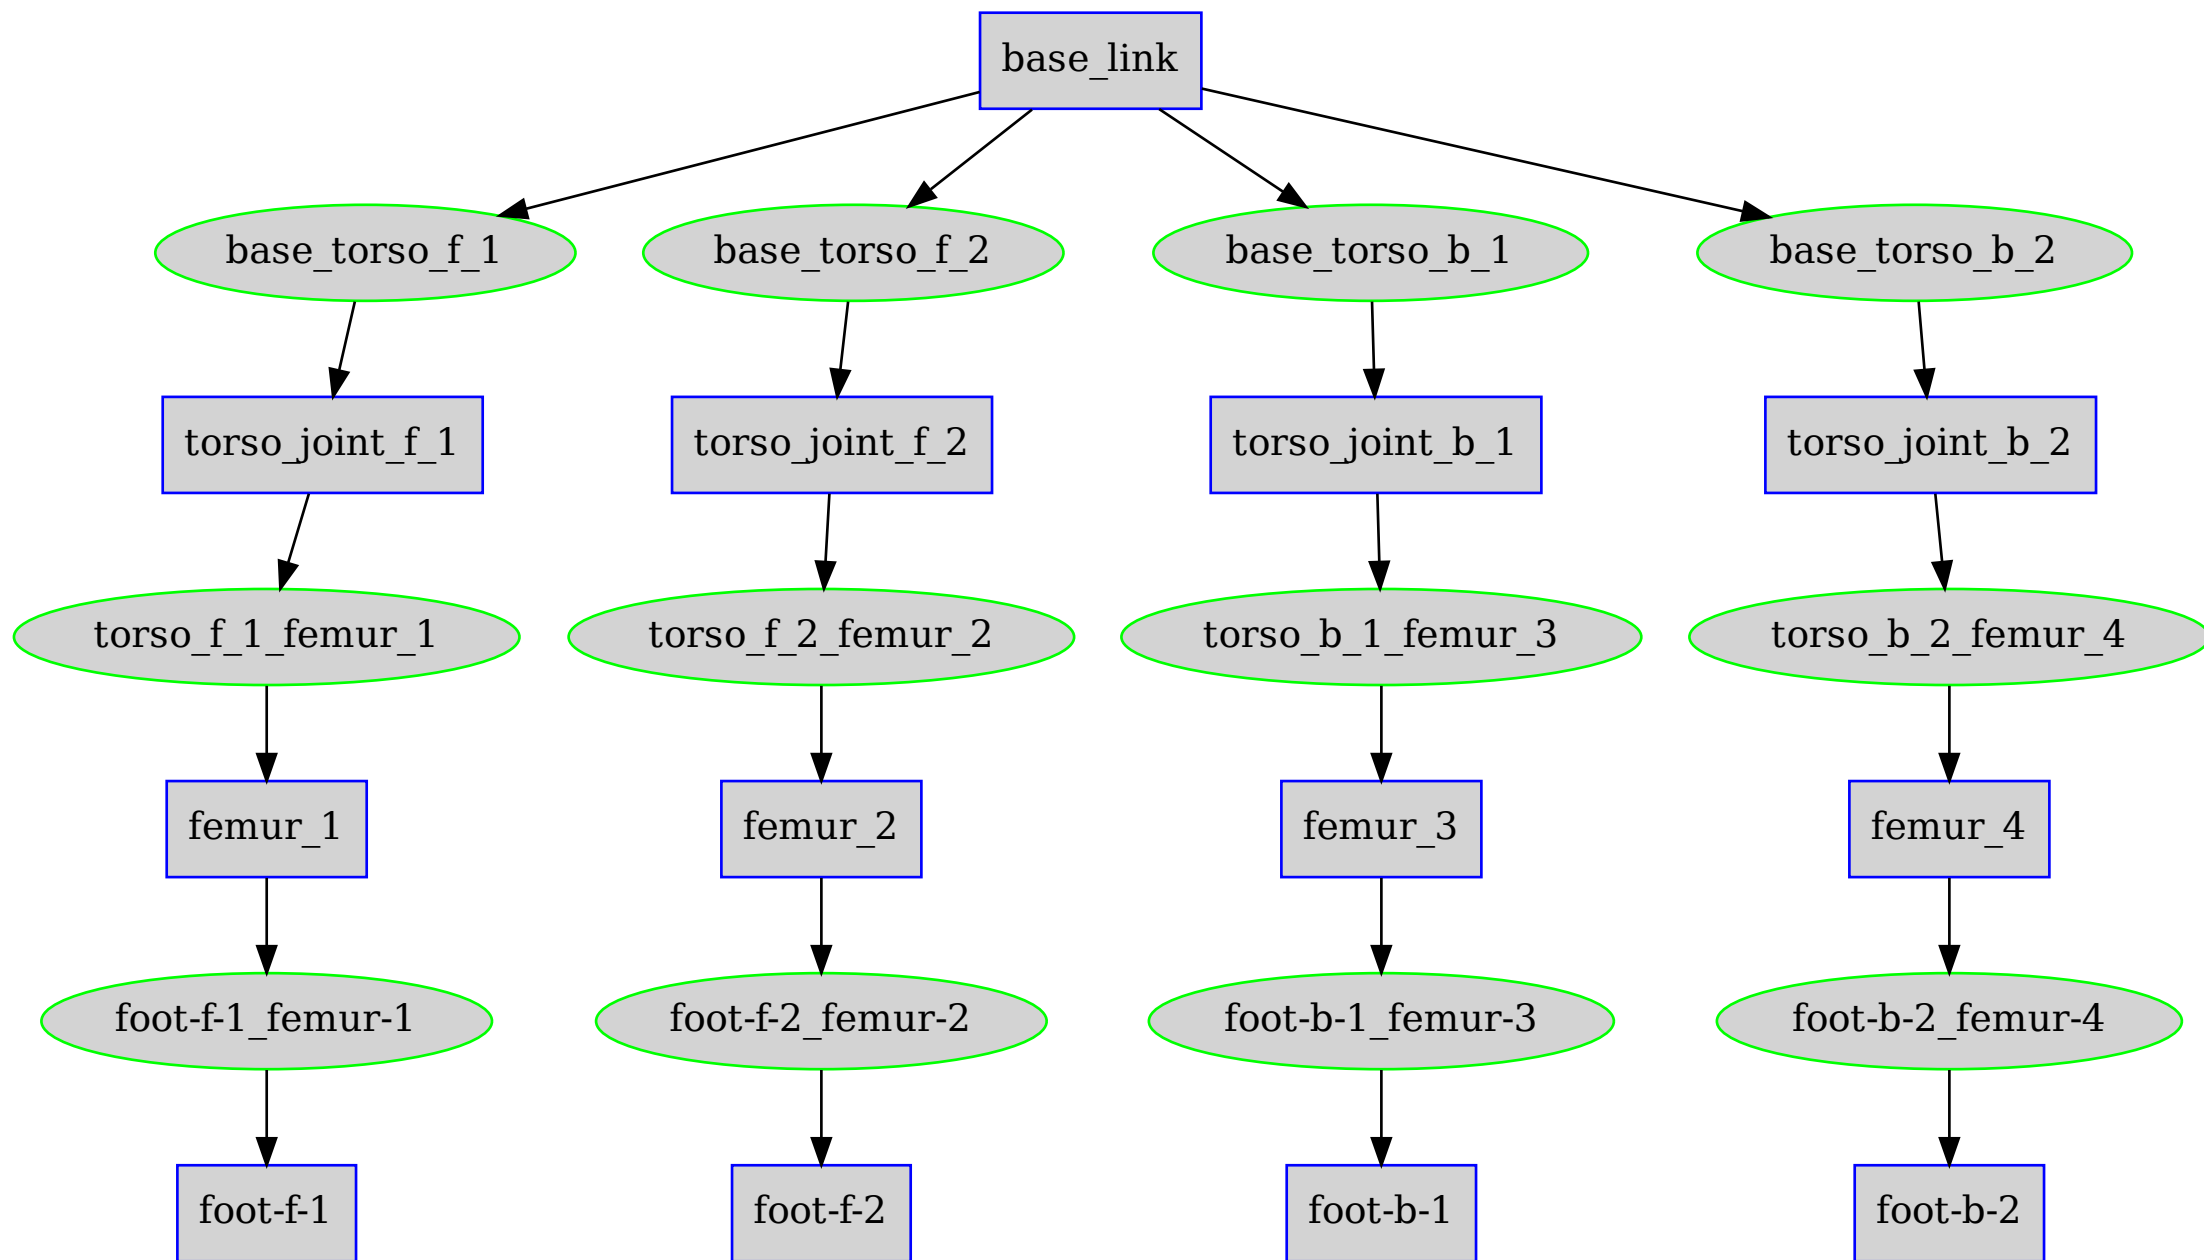 base_link
base_torso_f_1
base_torso_f_2
base_torso_b_1
base_torso_b_2
torso_joint_f_1
torso_joint_f_2
torso_joint_b_1
torso_joint_b_2
torso_f_1_femur_1
torso_f_2_femur_2
torso_b_1_femur_3
torso_b_2_femur_4
femur_1
femur_2
femur_3
femur_4
foot-f-1_femur-1
foot-f-2_femur-2
foot-b-1_femur-3
foot-b-2_femur-4
foot-f-1
foot-f-2
foot-b-1
foot-b-2